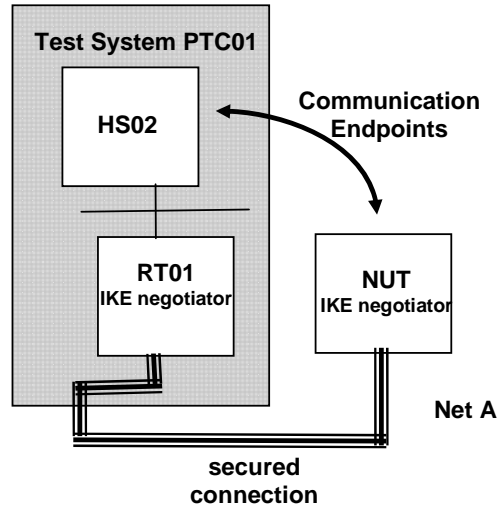 Test System PTC01
HS02
Communication
Endpoints
RT01
IKE negotiator
NUT
IKE negotiator
Net A
secured
connection